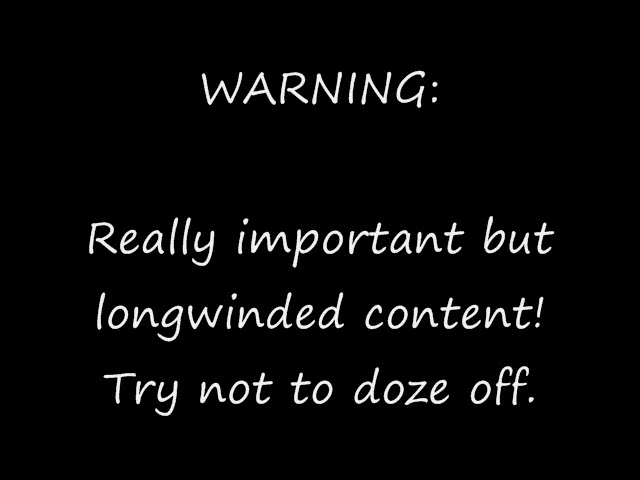 WARNING:
Really important but
longwinded content!
Try not to doze off.